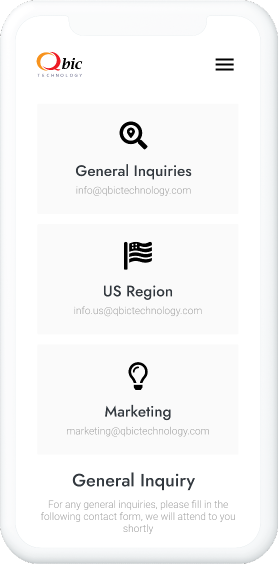 Qbic
TECHNOLOGY
General Inquiries
info@qbictechnology.com
US Region
info.us@qbictechnology.com
Marketing
marketing@qbictechnology.com
General Inquiry
For any general inquiries, please fill in the
following contact form, we will attend to you
shortly